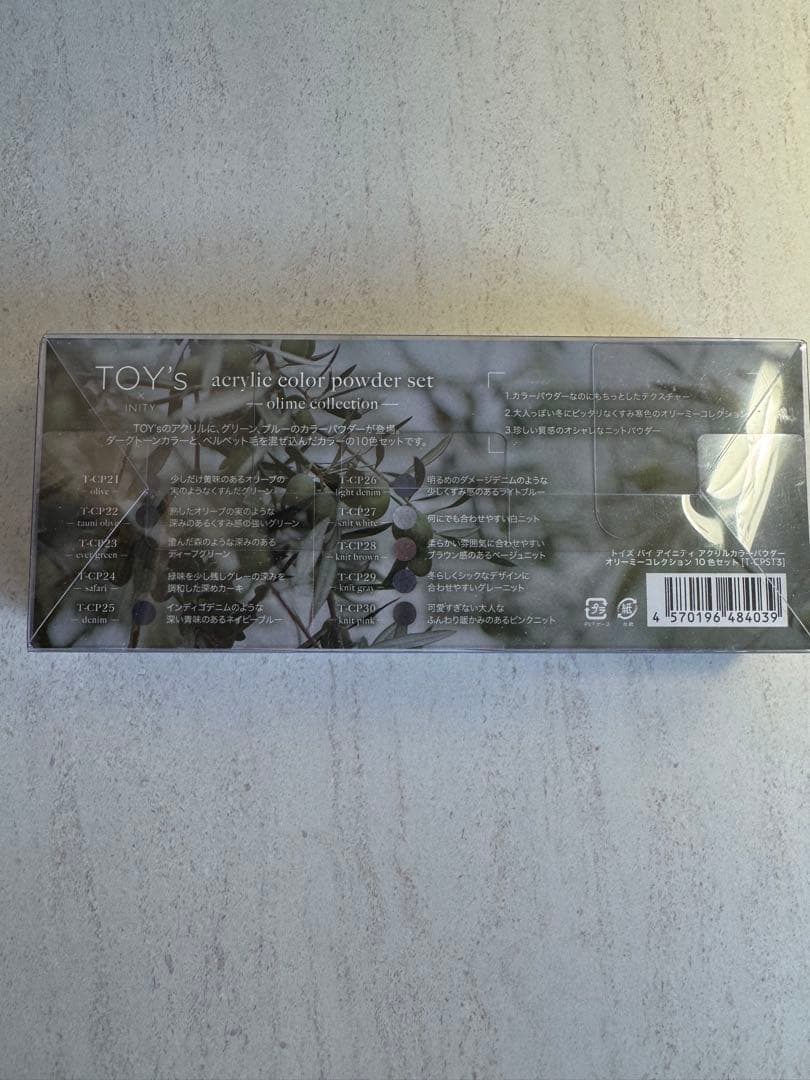 TOY's
×
INITY
acrylic color powder set
— olime collection —
TOY'sのアクリルに、グリーン、ブルーのカラーパウダーが登場。
ダークトーンカラーと、ベルベット毛を混ぜ込んだカラーの10色セットです。
1.カラーパウダーなのにもちっとしたテクスチャー
2.大人っぽい冬にピッタリなくすみ寒色のオリーミーコレクション
3.珍しい質感のオシャレなニットパウダー
T-CP21
— olive —
少しだけ黄味のあるオリーブの
実のようなくすんだグリーン
T-CP22
— tauni olive —
熟したオリーブの実のような
深みのあるくすみ感の強いグリーン
T-CP23
— ever green —
澄んだ森のような深みのある
ディープグリーン
T-CP24
— safari —
緑味を少し残しグレーの深みを
調和した深めカーキ
T-CP25
— denim —
インディゴデニムのような
深い青味のあるネイビーブルー
T-CP26
— light denim —
明るめのダメージデニムのような
少しくすみ感のあるライトブルー
T-CP27
— knit white —
何にでも合わせやすい白ニット
T-CP28
— knit brown —
柔らかい雰囲気に合わせやすい
ブラウン感のあるベージュニット
T-CP29
— knit gray —
冬らしくシックなデザインに
合わせやすいグレーニット
T-CP30
— knit pink —
可愛すぎない大人な
ふんわり暖かみのあるピンクニット
トイズ バイ アイニティ アクリルカラーパウダー
オリーミーコレクション 10色セット[T-CPST3]
プラ
紙
4 570196 484039